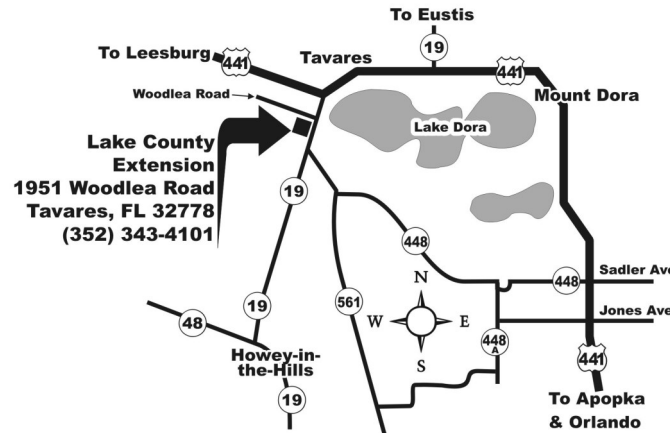 To Eustis
19
To Leesburg
441
Tavares
441
Woodlea Road
Mount Dora
Lake Dora
Lake County
Extension
1951 Woodlea Road
Tavares, FL 32778
(352) 343-4101
19
448
448
Sadler Ave
N
W
E
S
19
561
48
Jones Ave
448
A
441
Howey-in-
the-Hills
19
To Apopka
& Orlando